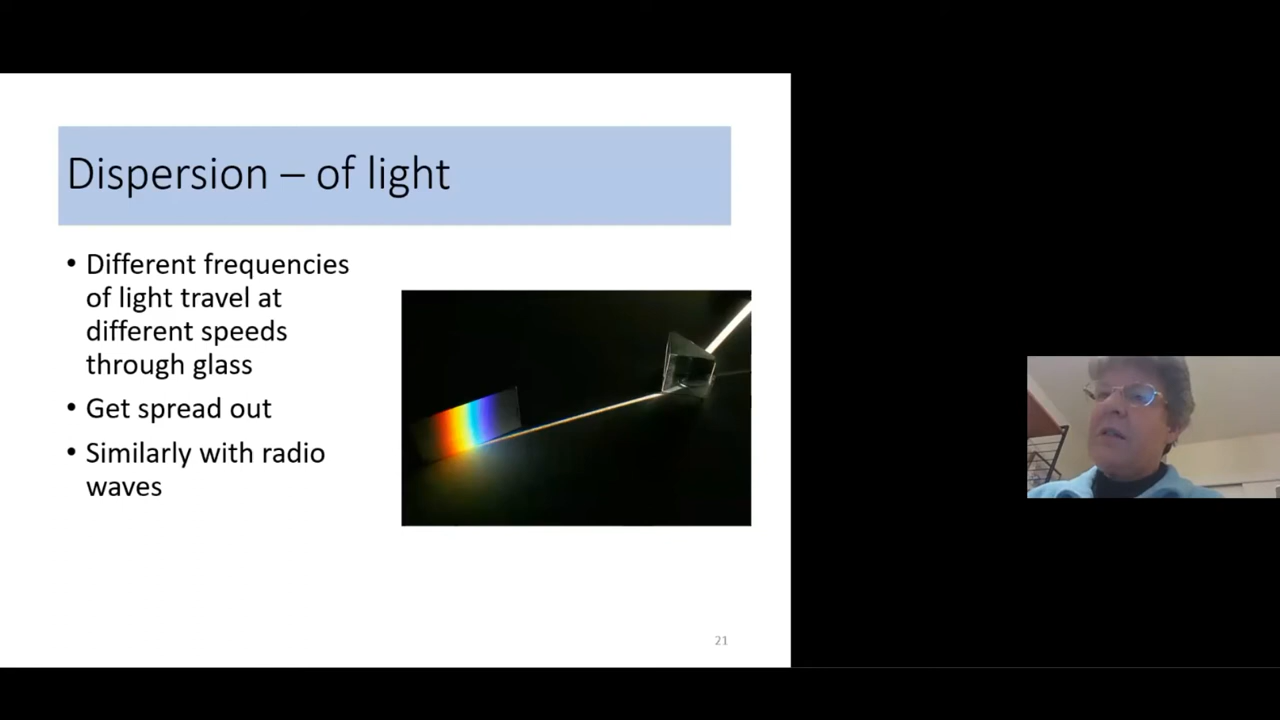 Dispersion – of light
• Different frequencies
of light travel at
different speeds
through glass
• Get spread out
• Similarly with radio
waves
21